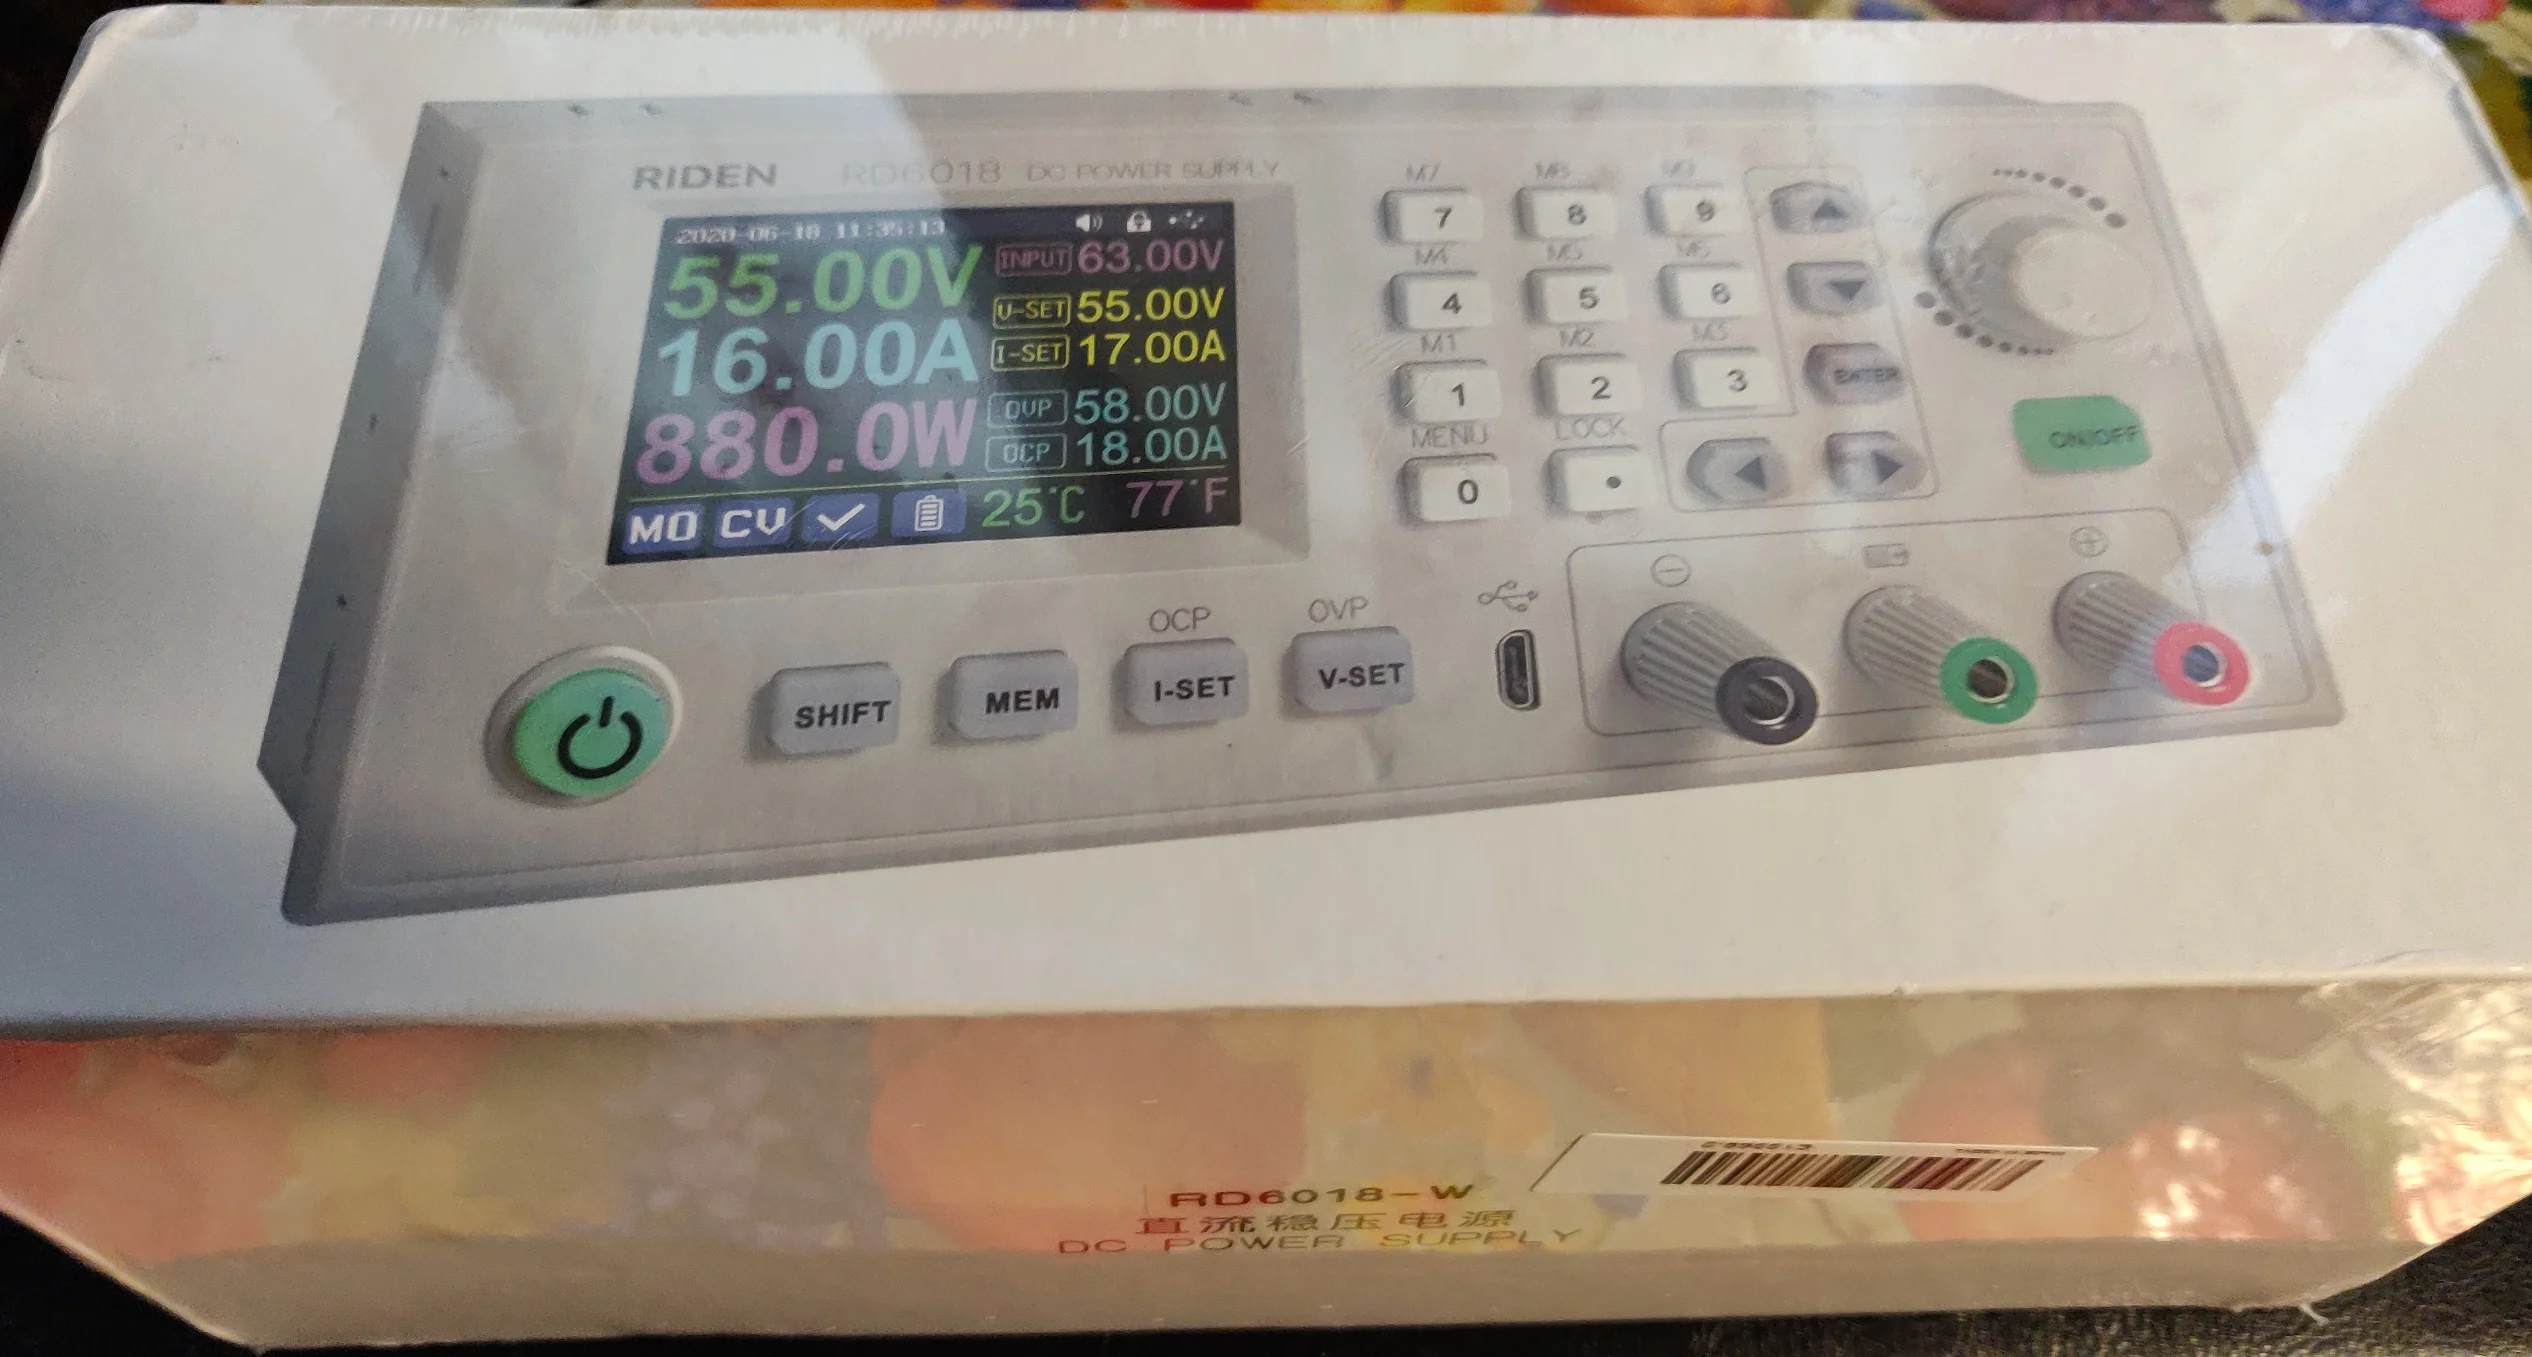 RIDEN RD6018 DC POWER SUPPLY
2020-06-18 11:35:13
55.00V
16.00A
880.0W
INPUT 63.00V
V-SET 55.00V
I-SET 17.00A
OVP 58.00V
OCP 18.00A
M0 CV 25°C 77°F
M7 M8 M9
7 8 9
M4 M5 M6
4 5 6
M1 M2 M3
1 2 3
ENTER
MENU LOCK
0 .
ON/OFF
OCP OVP
SHIFT MEM I-SET V-SET
RD6018-W
直流稳压电源
DC POWER SUPPLY